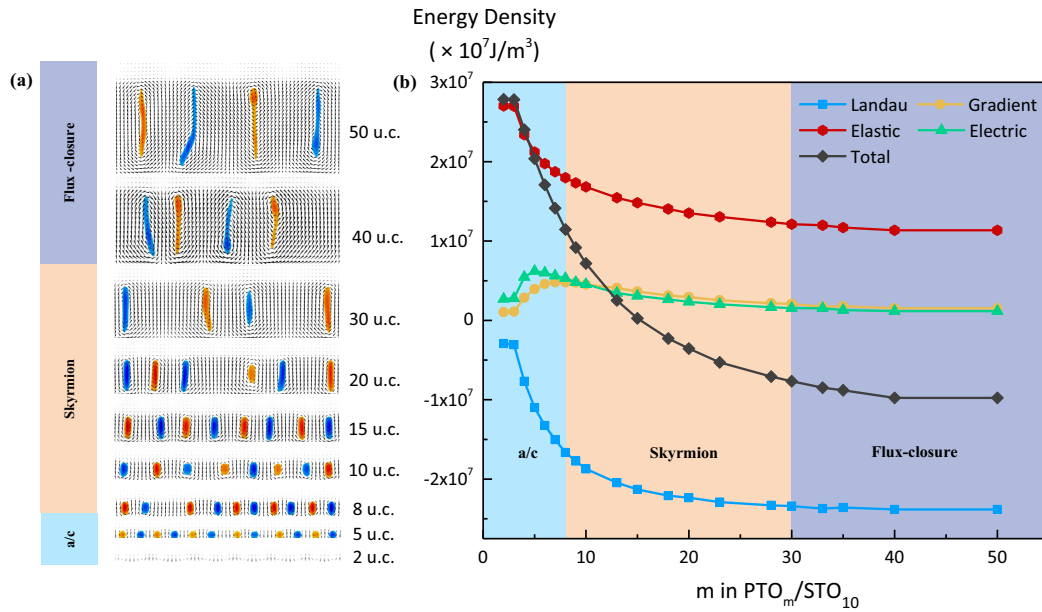 Energy Density
( × 10⁷J/m³)
(a)
Flux -closure
Skyrmion
a/c
50 u.c.
40 u.c.
30 u.c.
20 u.c.
15 u.c.
10 u.c.
8 u.c.
5 u.c.
2 u.c.
(b)
3x10⁷
2x10⁷
1x10⁷
0
-1x10⁷
-2x10⁷
Landau
Gradient
Elastic
Electric
Total
a/c
Skyrmion
Flux-closure
0 10 20 30 40 50
m in PTOₘ/STO₁₀